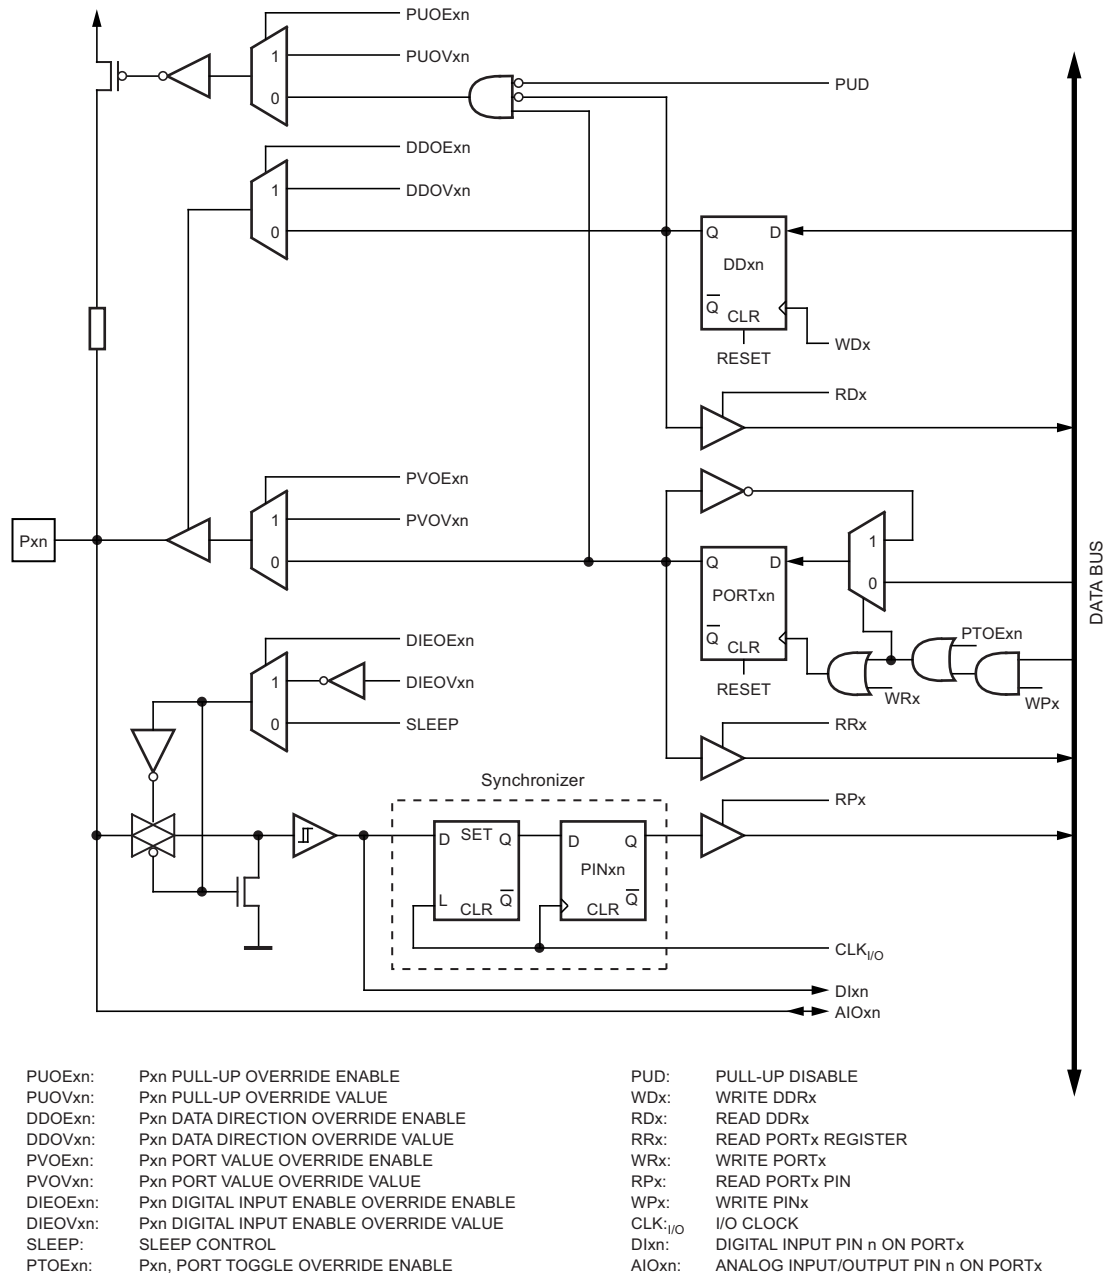 PUOExn
PUOVxn
1
0
PUD
DDOExn
DDOVxn
1
0
Q D
DDxn
Q
CLR
RESET
WDx
RDx
PVOExn
PVOVxn
1
0
Pxn
1
0
Q D
PORTxn
Q
CLR
RESET
PTOExn
WRx
WPx
DATA BUS
DIEOExn
DIEOVxn
1
0
SLEEP
RRx
Synchronizer
RPx
D SET Q
L
CLR
Q
D Q
PINxn
CLR
Q
CLKI/O
DIxn
AIOxn
PUOExn: Pxn PULL-UP OVERRIDE ENABLE
PUOVxn: Pxn PULL-UP OVERRIDE VALUE
DDOExn: Pxn DATA DIRECTION OVERRIDE ENABLE
DDOVxn: Pxn DATA DIRECTION OVERRIDE VALUE
PVOExn: Pxn PORT VALUE OVERRIDE ENABLE
PVOVxn: Pxn PORT VALUE OVERRIDE VALUE
DIEOExn: Pxn DIGITAL INPUT ENABLE OVERRIDE ENABLE
DIEOVxn: Pxn DIGITAL INPUT ENABLE OVERRIDE VALUE
SLEEP: SLEEP CONTROL
PTOExn: Pxn, PORT TOGGLE OVERRIDE ENABLE
PUD: PULL-UP DISABLE
WDx: WRITE DDRx
RDx: READ DDRx
RRx: READ PORTx REGISTER
WRx: WRITE PORTx
RPx: READ PORTx PIN
WPx: WRITE PINx
CLK:I/O I/O CLOCK
DIxn: DIGITAL INPUT PIN n ON PORTx
AIOxn: ANALOG INPUT/OUTPUT PIN n ON PORTx